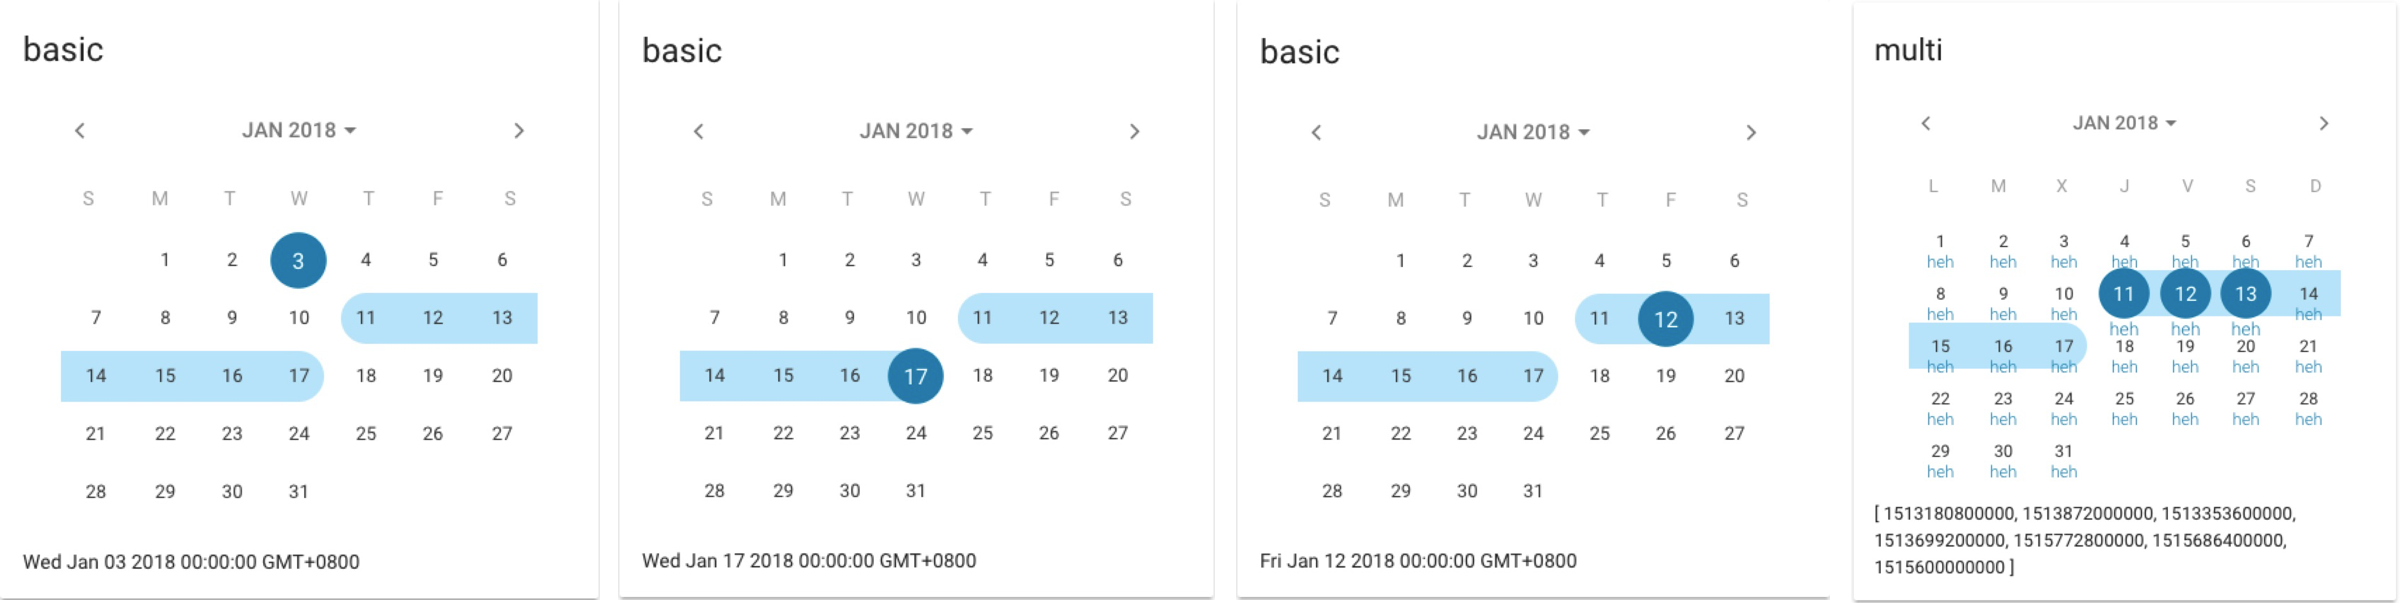 basic
JAN 2018
S M T W T F S
1 2 3 4 5 6
7 8 9 10 11 12 13
14 15 16 17 18 19 20
21 22 23 24 25 26 27
28 29 30 31
Wed Jan 03 2018 00:00:00 GMT+0800
basic
JAN 2018
S M T W T F S
1 2 3 4 5 6
7 8 9 10 11 12 13
14 15 16 17 18 19 20
21 22 23 24 25 26 27
28 29 30 31
Wed Jan 17 2018 00:00:00 GMT+0800
basic
JAN 2018
S M T W T F S
1 2 3 4 5 6
7 8 9 10 11 12 13
14 15 16 17 18 19 20
21 22 23 24 25 26 27
28 29 30 31
Fri Jan 12 2018 00:00:00 GMT+0800
multi
JAN 2018
L M X J V S D
1 2 3 4 5 6 7
heh heh heh heh heh heh heh
8 9 10 11 12 13 14
heh heh heh heh heh heh heh
15 16 17 18 19 20 21
heh heh heh heh heh heh heh
22 23 24 25 26 27 28
heh heh heh heh heh heh heh
29 30 31
heh heh heh
[ 1513180800000, 1513872000000, 1513353600000,
1513699200000, 1515772800000, 1515686400000,
1515600000000 ]